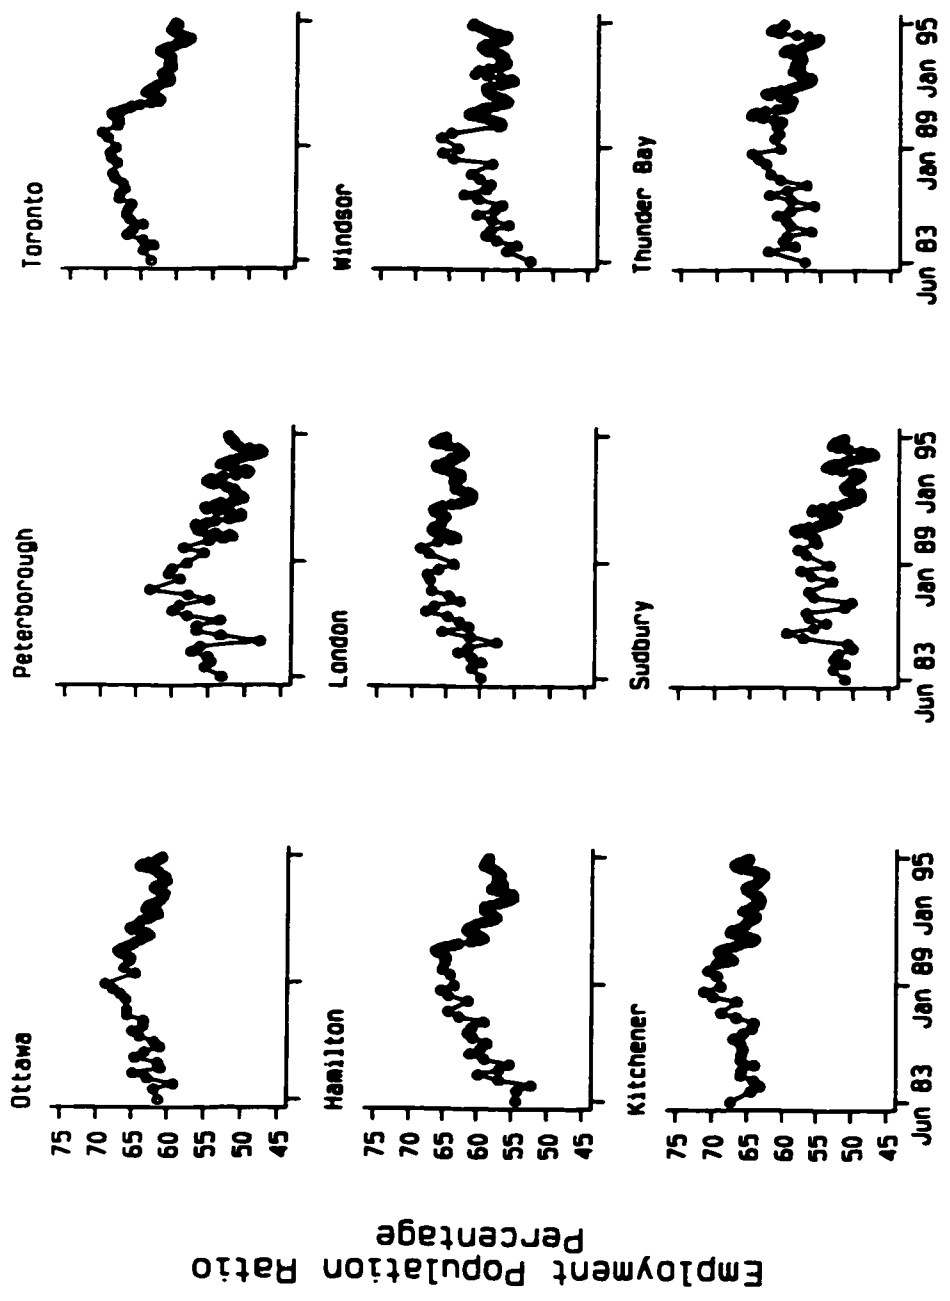 Employment Population Ratio
Percentage
Ottawa
Peterborough
Toronto
75
70
65
60
55
50
45
Hamilton
London
Windsor
75
70
65
60
55
50
45
Kitchener
Sudbury
Thunder Bay
75
70
65
60
55
50
45
Jun 83 Jan 89 Jan 95
Jun 83 Jan 89 Jan 95
Jun 83 Jan 89 Jan 95